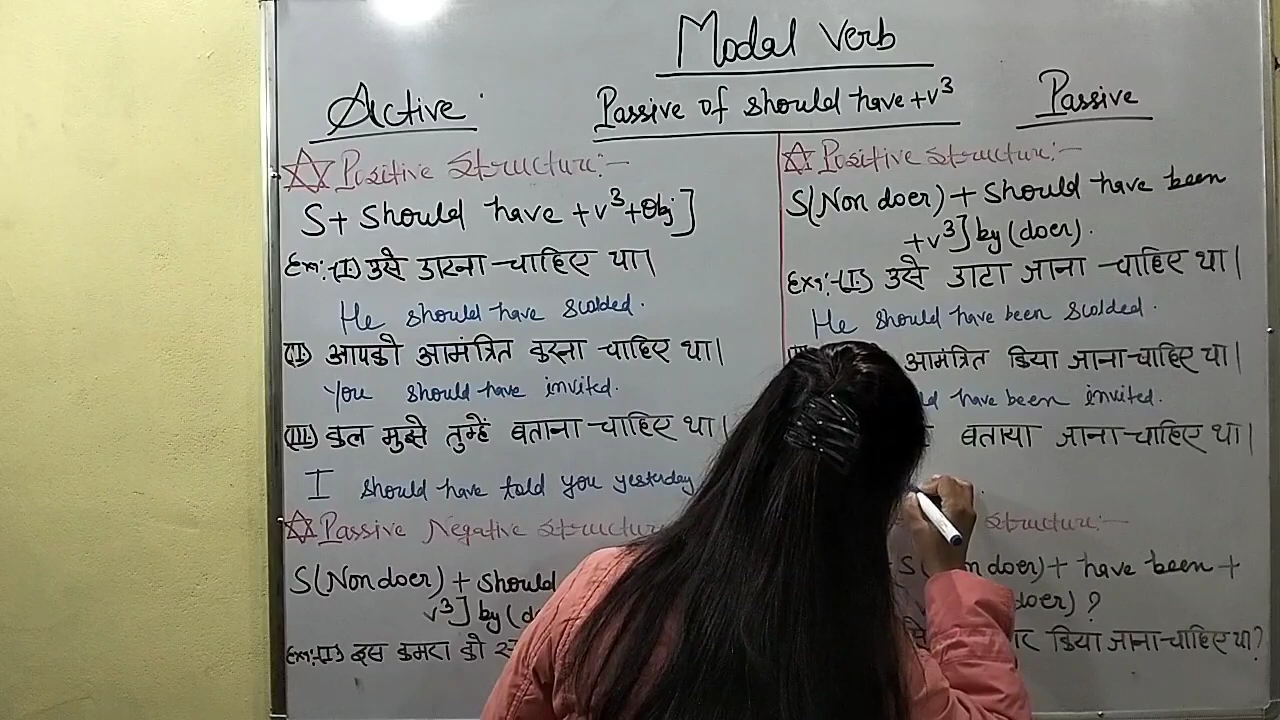 Modal Verb
Active
Passive of should have + v³
Passive
Positive Structure:-
S + should have + v³ + Obj]
Ex:-(I) उसे डाटना चाहिए था।
He should have scolded.
(II) आपको आमंत्रित करना चाहिए था।
You should have invited.
(III) कल मुझे तुम्हें बताना चाहिए था।
I should have told you yesterday
Passive Negative Structure
S(Non doer) + should
v³] by (do
Ex:-(I) इस कमरा को
Positive Structure:-
S(Non doer) + should have been
+v³] by (doer).
Ex:-(I) उसे डाटा जाना चाहिए था।
He should have been scolded.
आमंत्रित किया जाना चाहिए था।
have been invited.
बताया जाना चाहिए था।
Structure:-
doer) + have been +
doer) ?
किया जाना चाहिए था?